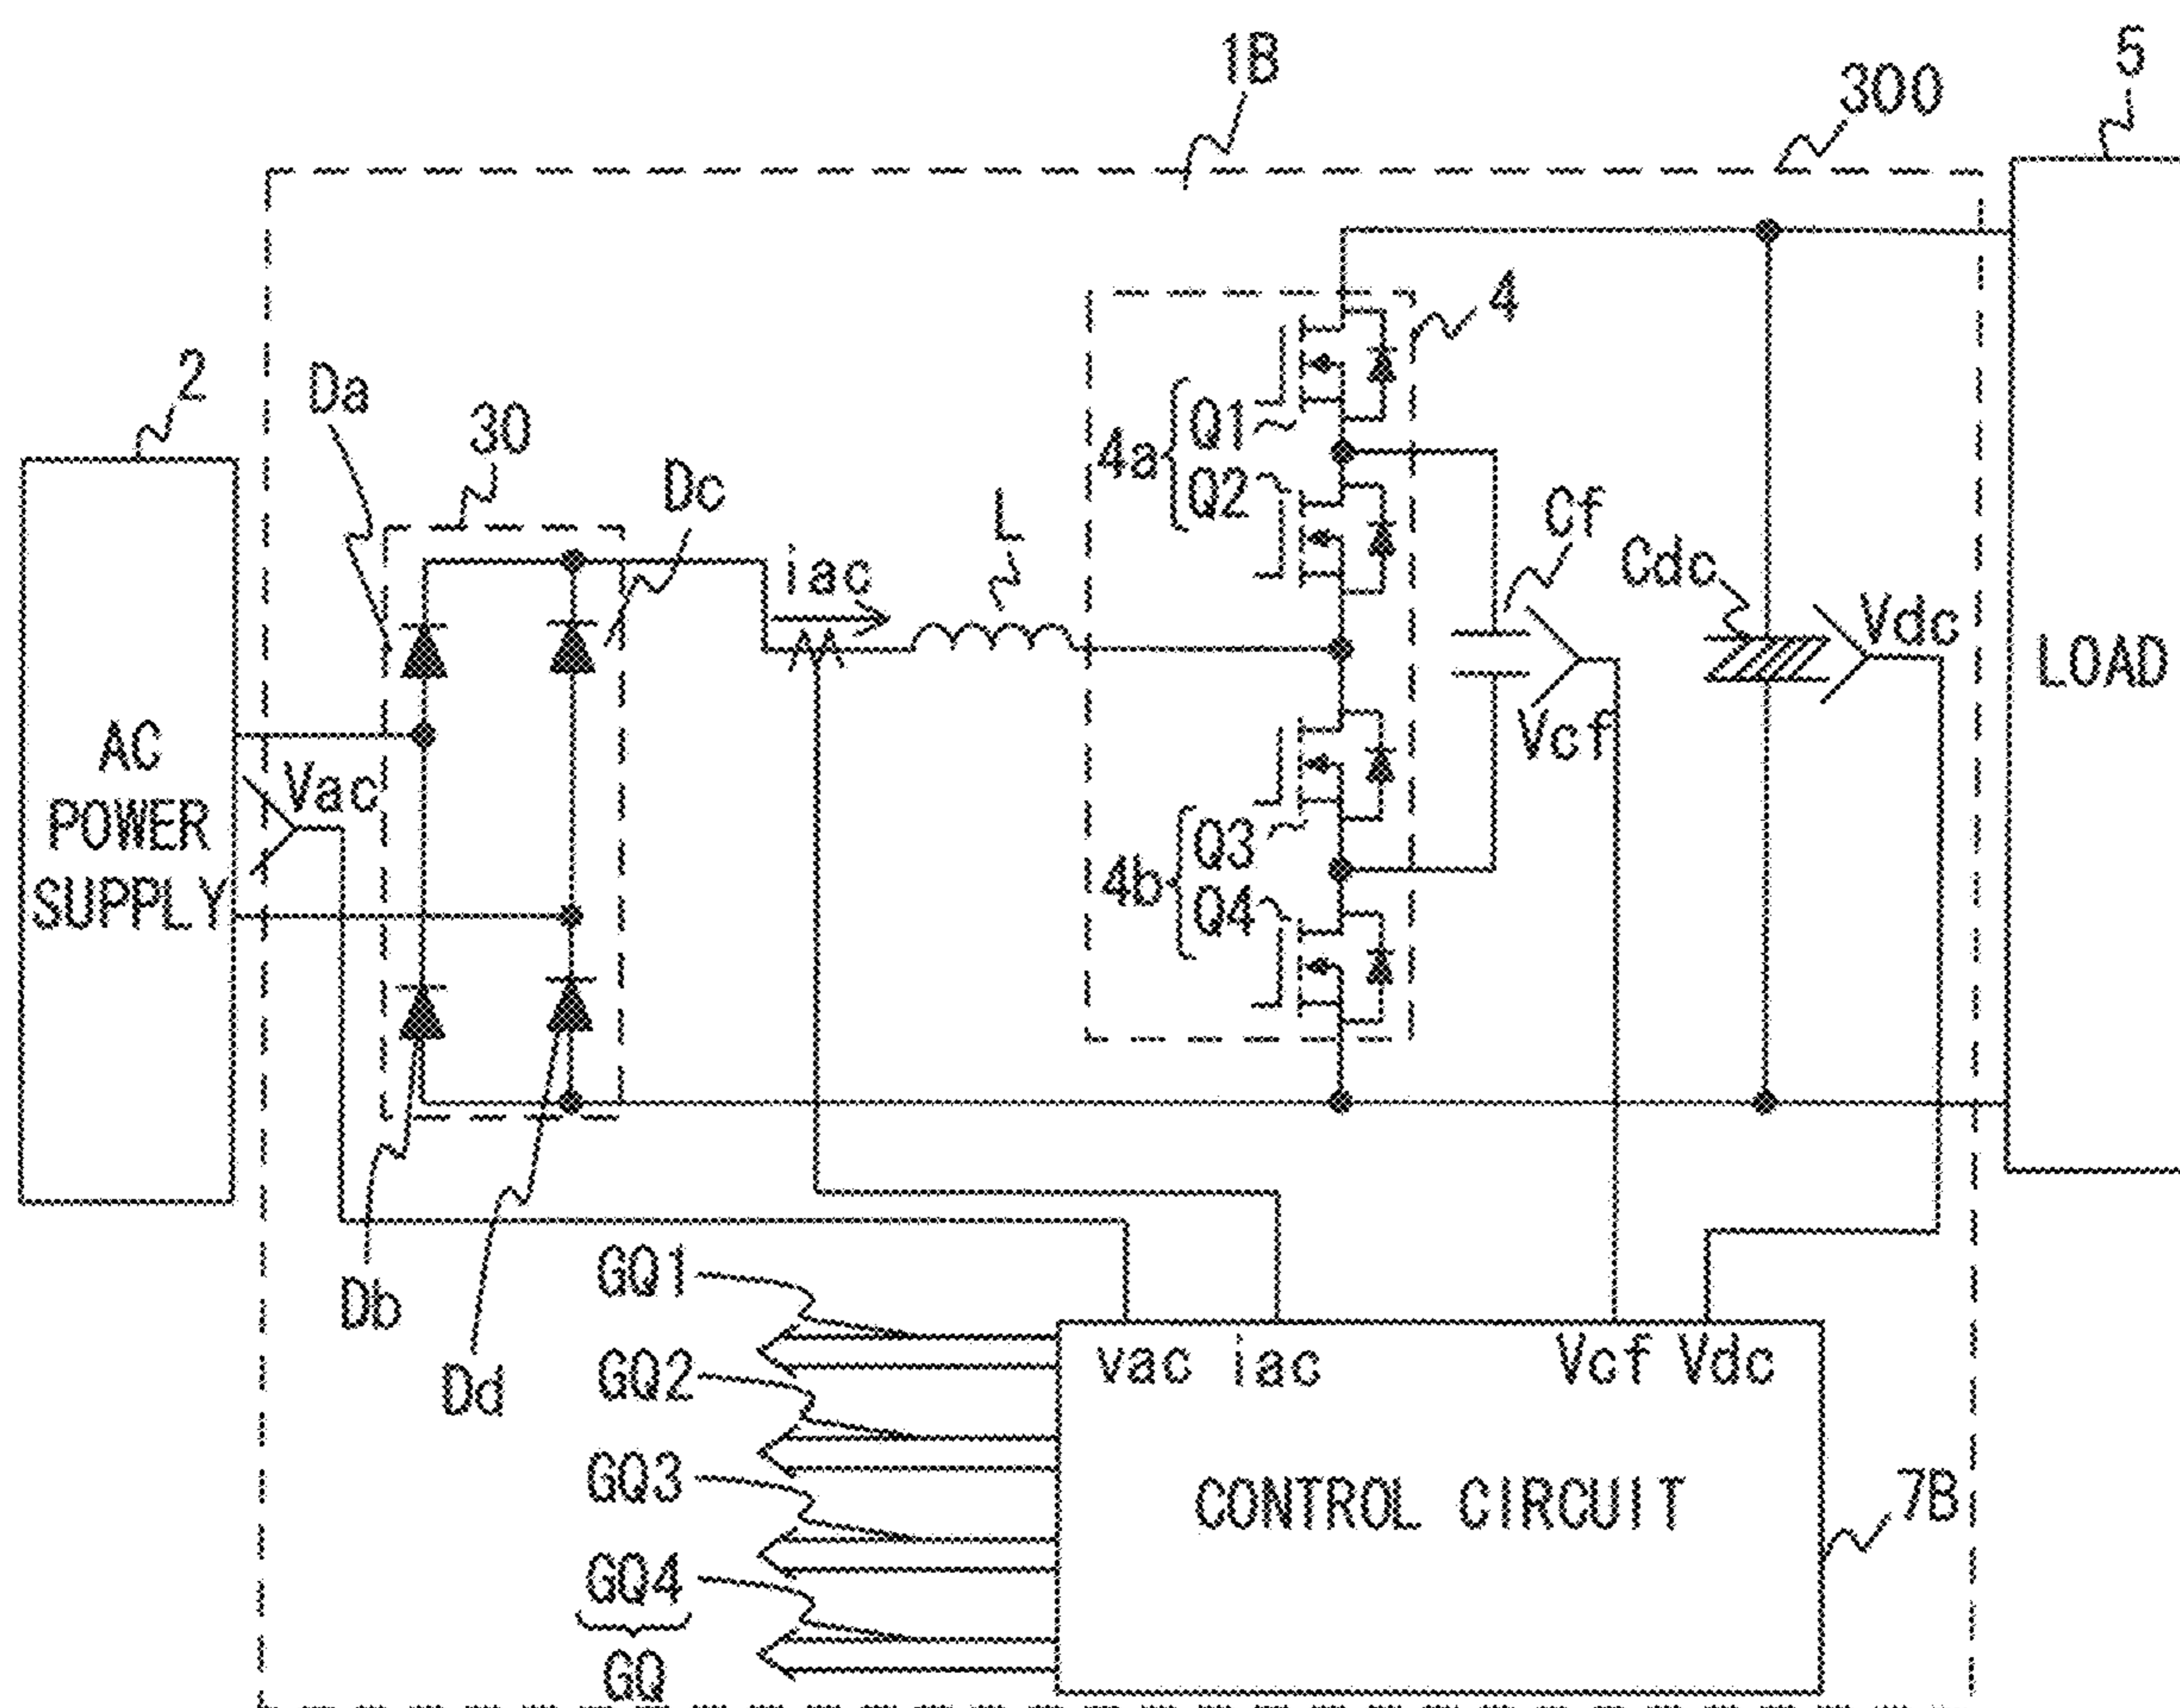 1B
300
5
2
Da
30
Dc
iac
L
4
4a
Q1
Q2
Cf
Cdc
Vdc
LOAD
AC
POWER
SUPPLY
Vac
Vcf
4b
Q3
Q4
Db
Dd
GQ1
GQ2
GQ3
GQ4
GQ
vac iac Vcf Vdc
CONTROL CIRCUIT
7B